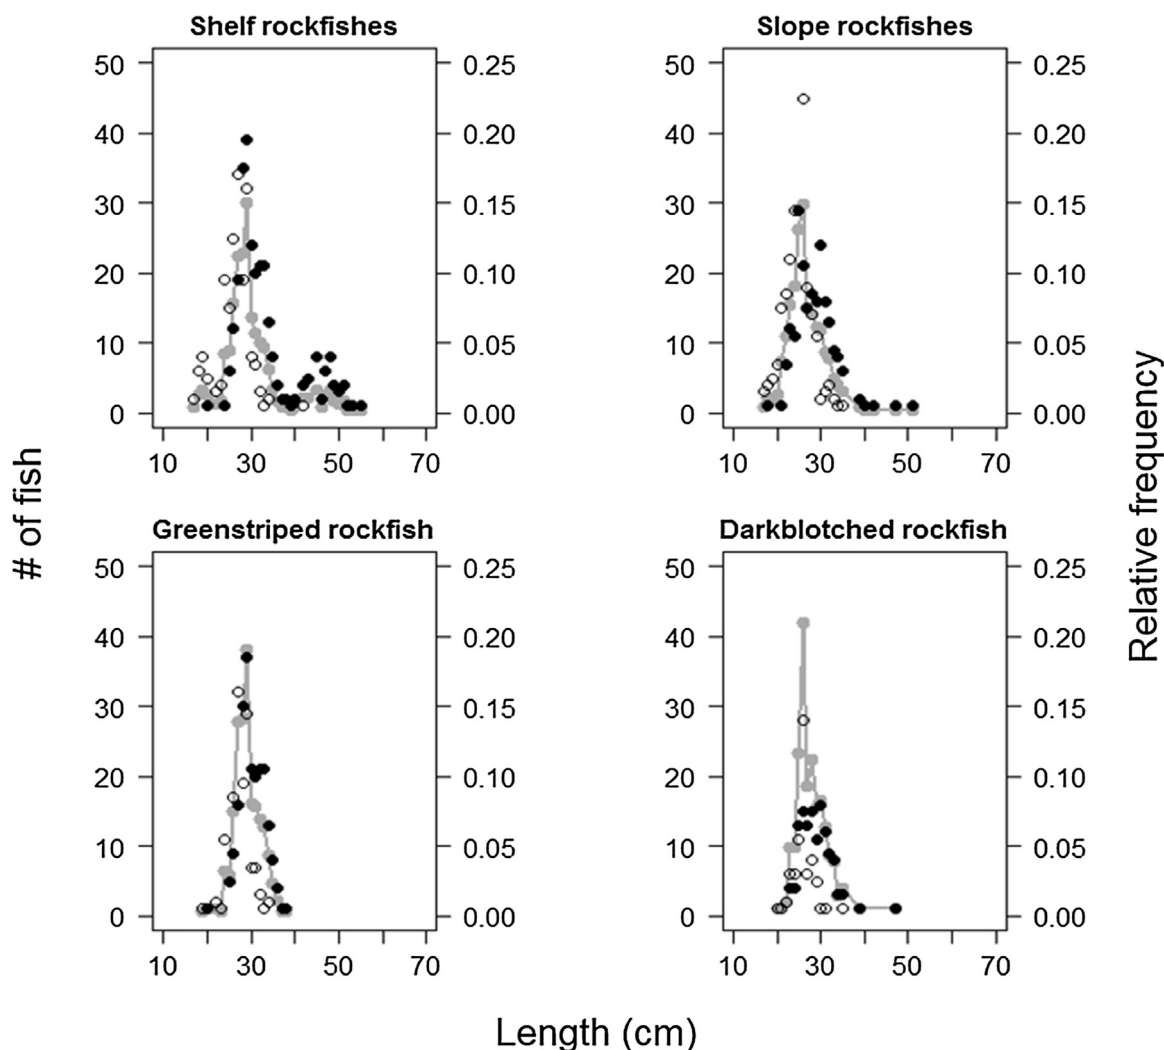 Shelf rockfishes
50 40 30 20 10 0
0.25 0.20 0.15 0.10 0.05 0.00
10 30 50 70
Slope rockfishes
50 40 30 20 10 0
0.25 0.20 0.15 0.10 0.05 0.00
10 30 50 70
# of fish
Relative frequency
Greenstriped rockfish
50 40 30 20 10 0
0.25 0.20 0.15 0.10 0.05 0.00
10 30 50 70
Darkblotched rockfish
50 40 30 20 10 0
0.25 0.20 0.15 0.10 0.05 0.00
10 30 50 70
Length (cm)